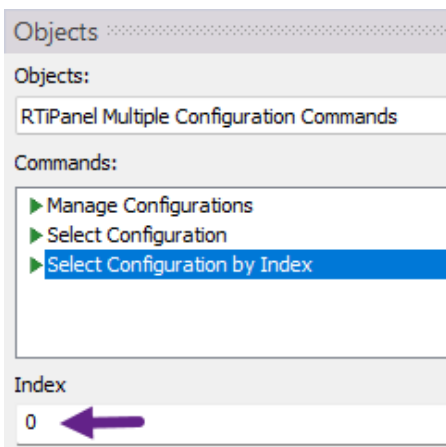 Objects
Objects:
RTiPanel Multiple Configuration Commands
Commands:
Manage Configurations
Select Configuration
Select Configuration by Index
Index
0